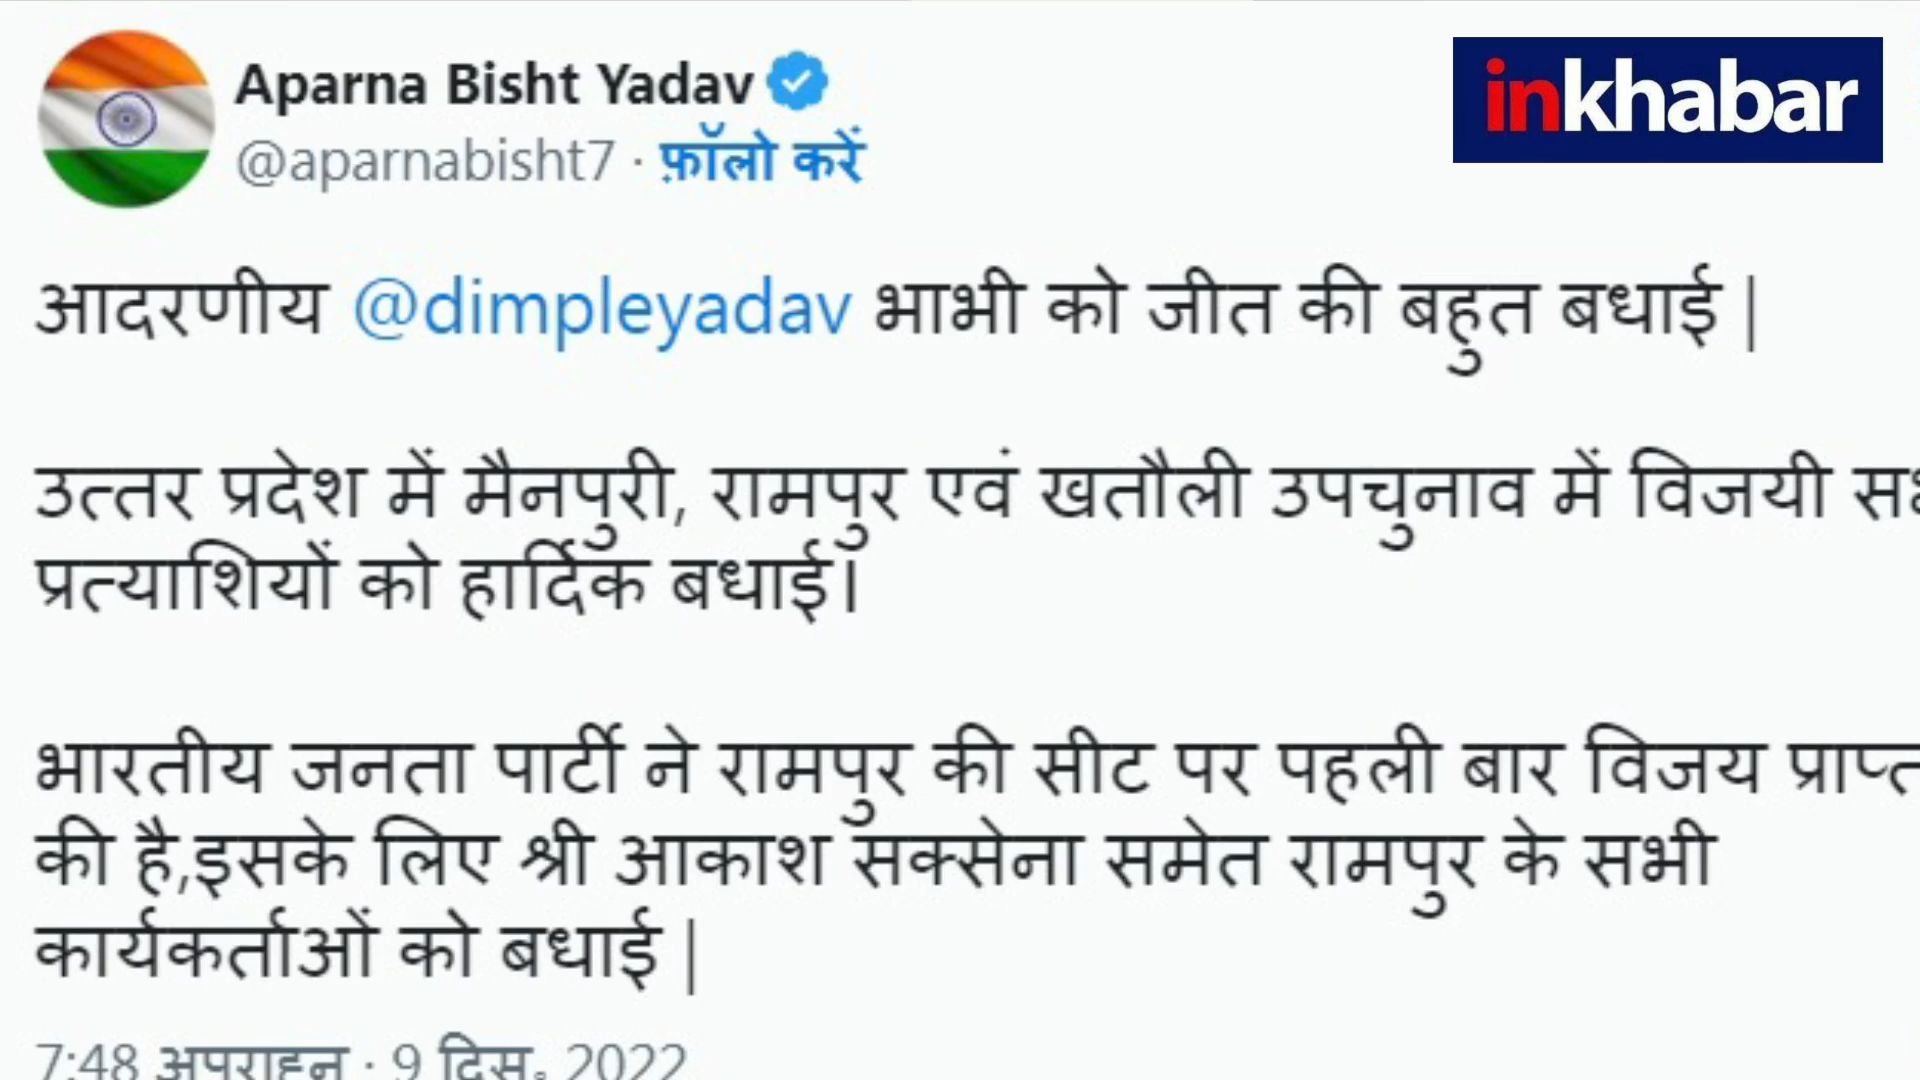 Aparna Bisht Yadav
inkhabar
@aparnabisht7 · फ़ॉलो करें
आदरणीय @dimpleyadav भाभी को जीत की बहुत बधाई |
उत्तर प्रदेश में मैनपुरी, रामपुर एवं खतौली उपचुनाव में विजयी
प्रत्याशियों को हार्दिक बधाई।
भारतीय जनता पार्टी ने रामपुर की सीट पर पहली बार विजय प्राप्त
की है,इसके लिए श्री आकाश सक्सेना समेत रामपुर के सभी
कार्यकर्ताओं को बधाई |
7:48 अपराह्न · 9 दिस. 2022